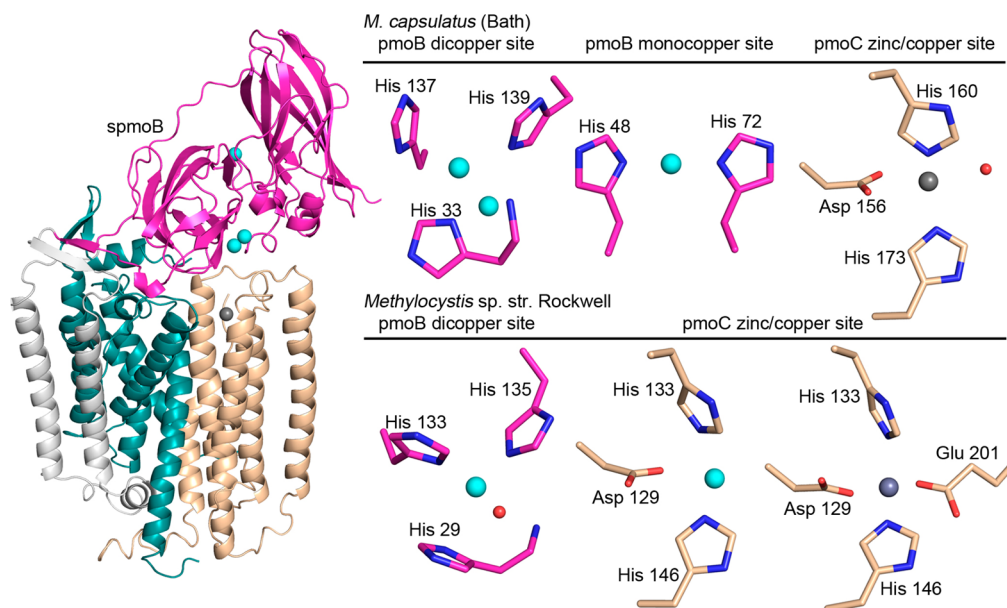 spmoB
M. capsulatus (Bath)
pmoB dicopper site
pmoB monocopper site
pmoC zinc/copper site
His 137
His 139
His 33
His 48
His 72
His 160
Asp 156
His 173
Methylocystis sp. str. Rockwell
pmoB dicopper site
pmoC zinc/copper site
His 135
His 133
His 29
His 133
Asp 129
His 146
His 133
Glu 201
Asp 129
His 146